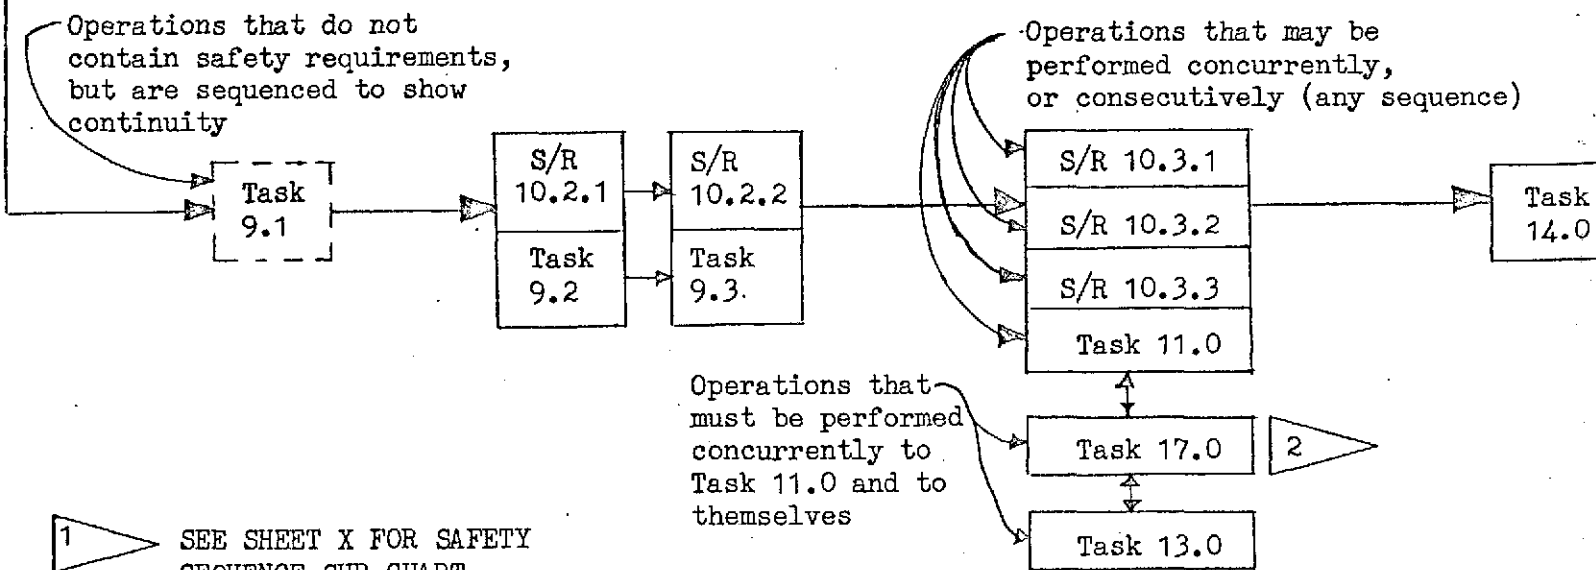 Operations that do not
contain safety requirements,
but are sequenced to show
continuity
Operations that may be
performed concurrently,
or consecutively (any sequence)
Task
9.1
S/R
10.2.1
Task
9.2
S/R
10.2.2
Task
9.3.
S/R 10.3.1
S/R 10.3.2
S/R 10.3.3
Task 11.0
Task
14.0
Operations that
must be performed
concurrently to
Task 11.0 and to
themselves
Task 17.0
2
Task 13.0
1
SEE SHEET X FOR SAFETY
SEQUENCE SUB CHART